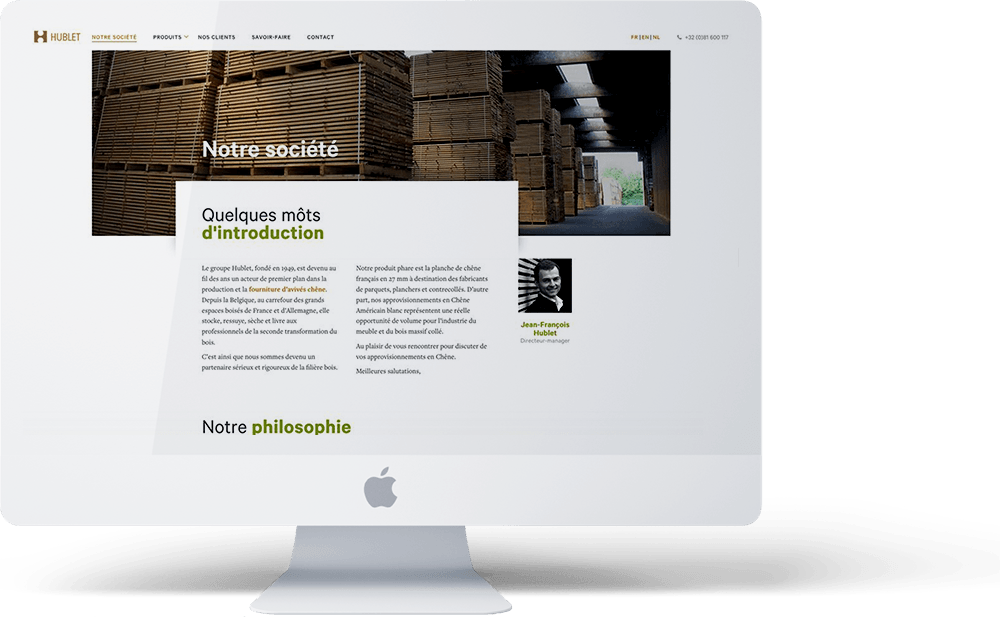 HUBLET
NOTRE SOCIÉTÉ
PRODUITS
NOS CLIENTS
SAVOIR-FAIRE
CONTACT
FR|EN|NL
+32 (0)81 600 117
Notre société
Quelques môts
d'introduction
Le groupe Hublet, fondé en 1949, est devenu au
fil des ans un acteur de premier plan dans la
production et la fourniture d'avivés chêne.
Depuis la Belgique, au carrefour des grands
espaces boisés de France et d'Allemagne, elle
stocke, ressuye, sèche et livre aux
professionnels de la seconde transformation du
bois.
C'est ainsi que nous sommes devenu un
partenaire sérieux et rigoureux de la filière bois.
Notre produit phare est la planche de chêne
français en 27 mm à destination des fabricants
de parquets, planchers et contrecollés. D'autre
part, nos approvisionnements en Chêne
Américain blanc représentent une réelle
opportunité de volume pour l'industrie du
meuble et du bois massif collé.
Au plaisir de vous rencontrer pour discuter de
vos approvisionnements en Chêne.
Meilleures salutations,
Jean-François
Hublet
Directeur-manager
Notre philosophie